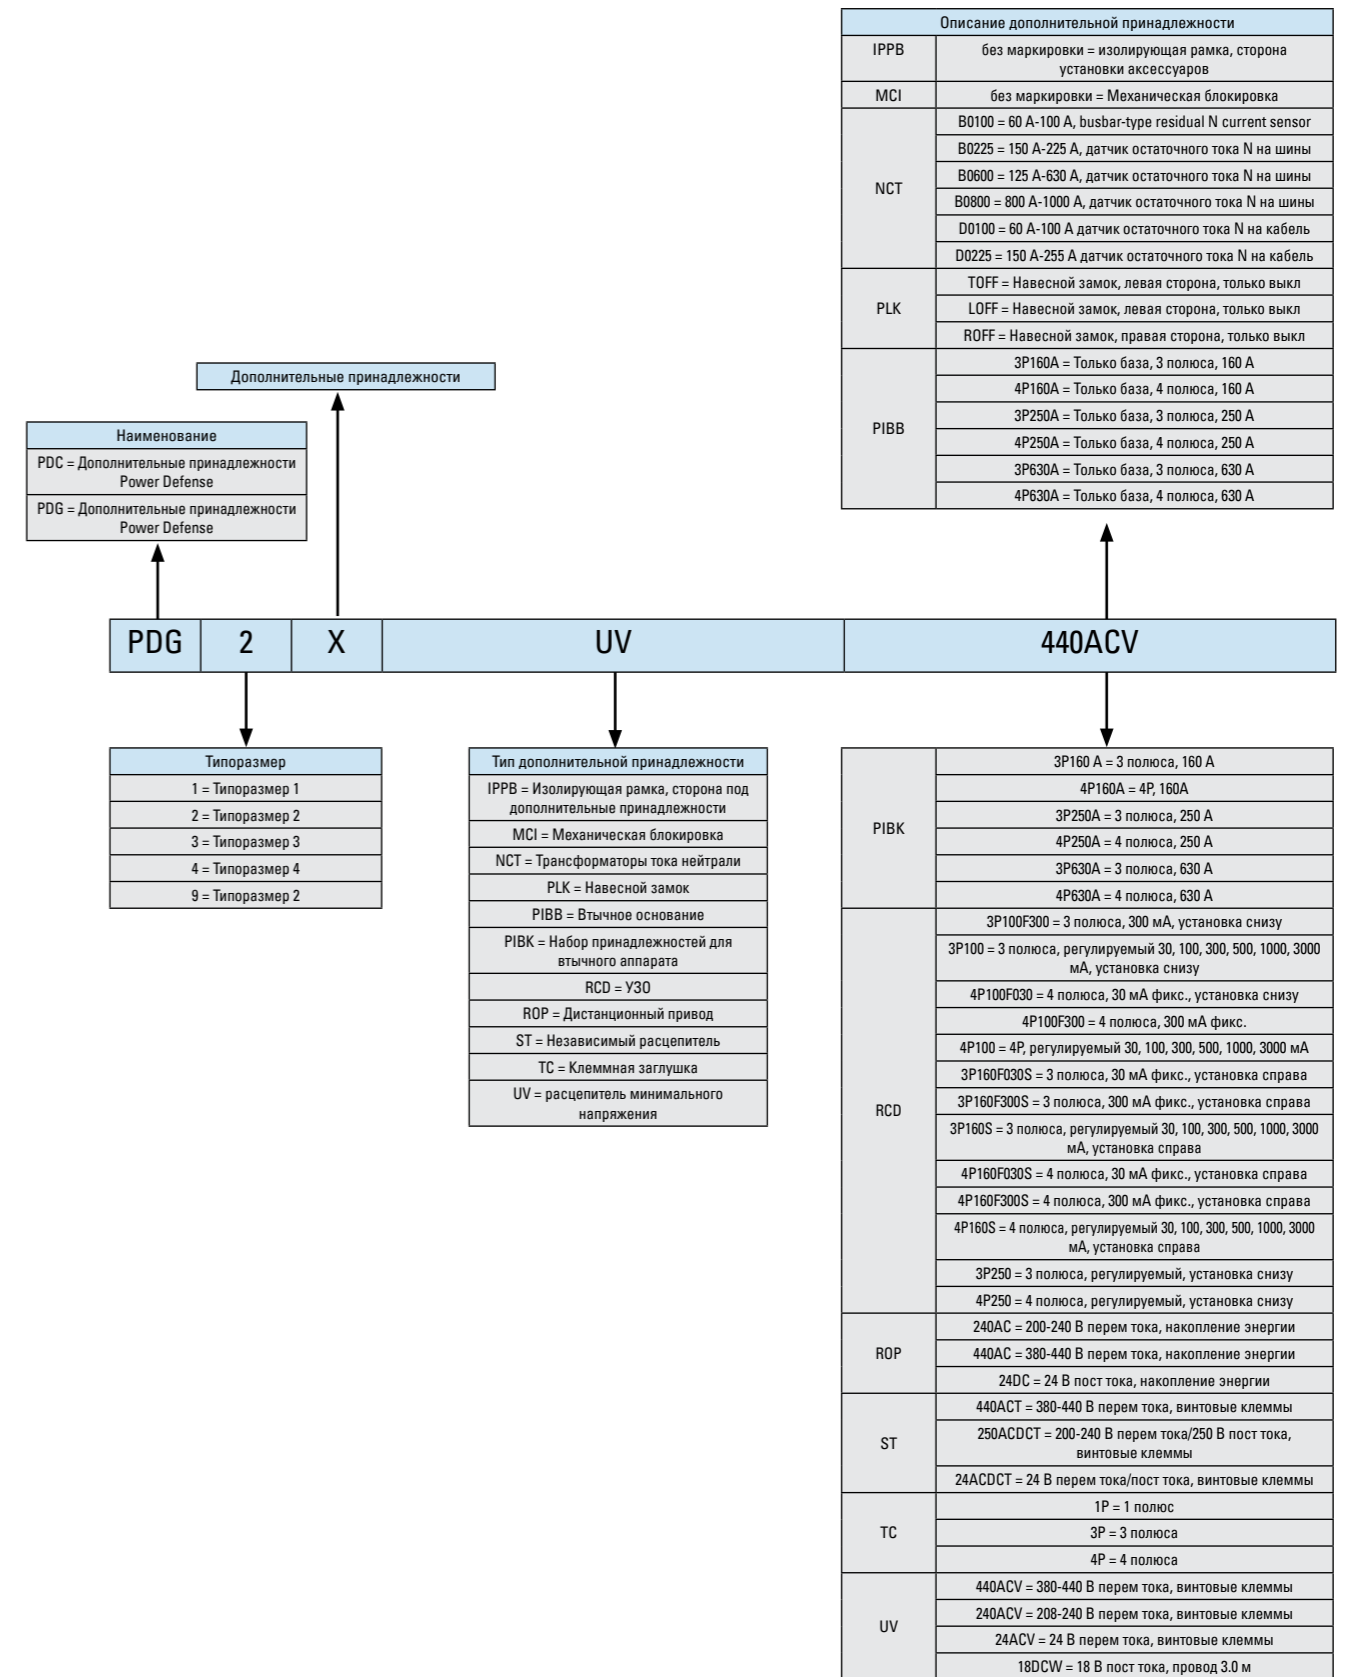 Описание дополнительной принадлежности
IPPB
без маркировки = изолирующая рамка, сторона
установки аксессуаров
MCI
без маркировки = Механическая блокировка
NCT
B0100 = 60 A-100 A, busbar-type residual N current sensor
B0225 = 150 A-225 A, датчик остаточного тока N на шины
B0600 = 125 A-630 A, датчик остаточного тока N на шины
B0800 = 800 A-1000 A, датчик остаточного тока N на шины
D0100 = 60 A-100 A датчик остаточного тока N на кабель
D0225 = 150 A-255 A датчик остаточного тока N на кабель
PLK
TOFF = Навесной замок, левая сторона, только выкл
LOFF = Навесной замок, левая сторона, только выкл
ROFF = Навесной замок, правая сторона, только выкл
PIBB
3P160A = Только база, 3 полюса, 160 A
4P160A = Только база, 4 полюса, 160 A
3P250A = Только база, 3 полюса, 250 A
4P250A = Только база, 4 полюса, 250 A
3P630A = Только база, 3 полюса, 630 A
4P630A = Только база, 4 полюса, 630 A
Дополнительные принадлежности
Наименование
PDC = Дополнительные принадлежности
Power Defense
PDG = Дополнительные принадлежности
Power Defense
PDG 2 X UV 440ACV
Типоразмер
1 = Типоразмер 1
2 = Типоразмер 2
3 = Типоразмер 3
4 = Типоразмер 4
9 = Типоразмер 2
Тип дополнительной принадлежности
IPPB = Изолирующая рамка, сторона под
дополнительные принадлежности
MCI = Механическая блокировка
NCT = Трансформаторы тока нейтрали
PLK = Навесной замок
PIBB = Втычное основание
PIBK = Набор принадлежностей для
втычного аппарата
RCD = УЗО
ROP = Дистанционный привод
ST = Независимый расцепитель
TC = Клеммная заглушка
UV = расцепитель минимального
напряжения
PIBK
3P160 A = 3 полюса, 160 A
4P160A = 4P, 160A
3P250A = 3 полюса, 250 A
4P250A = 4 полюса, 250 A
3P630A = 3 полюса, 630 A
4P630A = 4 полюса, 630 A
RCD
3P100F300 = 3 полюса, 300 мА, установка снизу
3P100 = 3 полюса, регулируемый 30, 100, 300, 500, 1000, 3000
мА, установка снизу
4P100F030 = 4 полюса, 30 мА фикс., установка снизу
4P100F300 = 4 полюса, 300 мА фикс.
4P100 = 4P, регулируемый 30, 100, 300, 500, 1000, 3000 мА
3P160F030S = 3 полюса, 30 мА фикс., установка справа
3P160F300S = 3 полюса, 300 мА фикс., установка справа
3P160S = 3 полюса, регулируемый 30, 100, 300, 500, 1000, 3000
мА, установка справа
4P160F030S = 4 полюса, 30 мА фикс., установка справа
4P160F300S = 4 полюса, 300 мА фикс., установка справа
4P160S = 4 полюса, регулируемый 30, 100, 300, 500, 1000, 3000
мА, установка справа
3P250 = 3 полюса, регулируемый, установка снизу
4P250 = 4 полюса, регулируемый, установка снизу
ROP
240AC = 200-240 В перем тока, накопление энергии
440AC = 380-440 В перем тока, накопление энергии
24DC = 24 В пост тока, накопление энергии
ST
440ACT = 380-440 В перем тока, винтовые клеммы
250ACDCT = 200-240 В перем тока/250 В пост тока,
винтовые клеммы
24ACDCT = 24 В перем тока/пост тока, винтовые клеммы
TC
1P = 1 полюс
3P = 3 полюса
4P = 4 полюса
UV
440ACV = 380-440 В перем тока, винтовые клеммы
240ACV = 208-240 В перем тока, винтовые клеммы
24ACV = 24 В перем тока, винтовые клеммы
18DCW = 18 В пост тока, провод 3.0 м